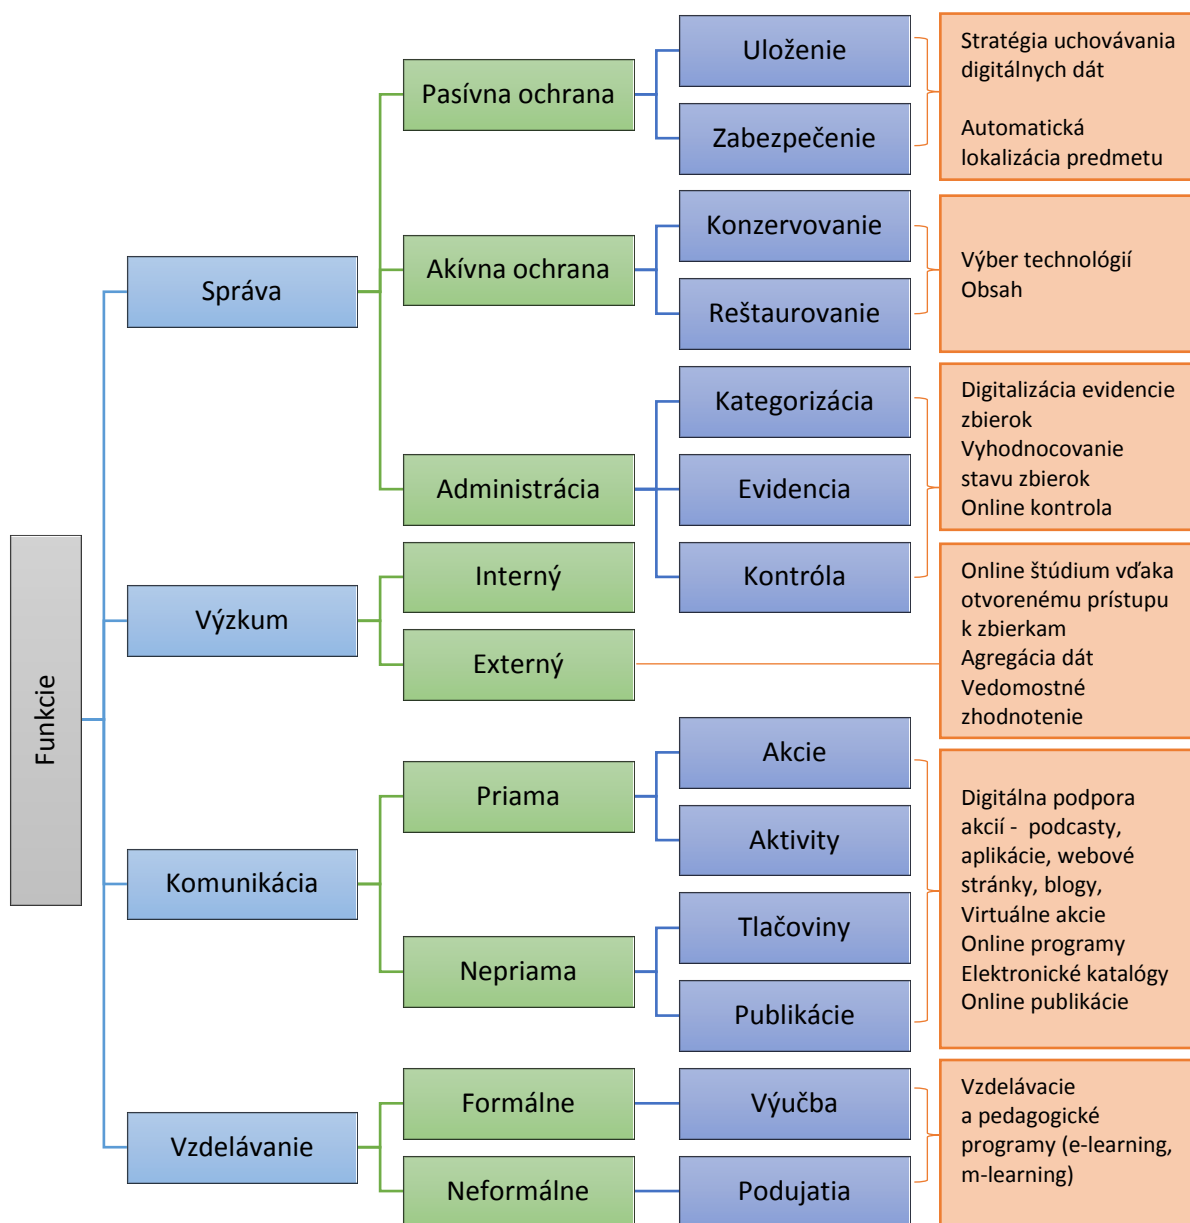 Funkcie
Správa
Pasívna ochrana
Uloženie
Zabezpečenie
Stratégia uchovávania
digitálnych dát
Automatická
lokalizácia predmetu
Akívna ochrana
Konzervovanie
Reštaurovanie
Výber technológií
Obsah
Administrácia
Kategorizácia
Evidencia
Kontróla
Digitalizácia evidencie
zbierok
Vyhodnocovanie
stavu zbierok
Online kontrola
Výzkum
Interný
Externý
Online štúdium vďaka
otvorenému prístupu
k zbierkam
Agregácia dát
Vedomostné
zhodnotenie
Komunikácia
Priama
Akcie
Aktivity
Nepriama
Tlačoviny
Publikácie
Digitálna podpora
akcií -  podcasty,
aplikácie, webové
stránky, blogy,
Virtuálne akcie
Online programy
Elektronické katalógy
Online publikácie
Vzdelávanie
Formálne
Výučba
Neformálne
Podujatia
Vzdelávacie
a pedagogické
programy (e-learning,
m-learning)